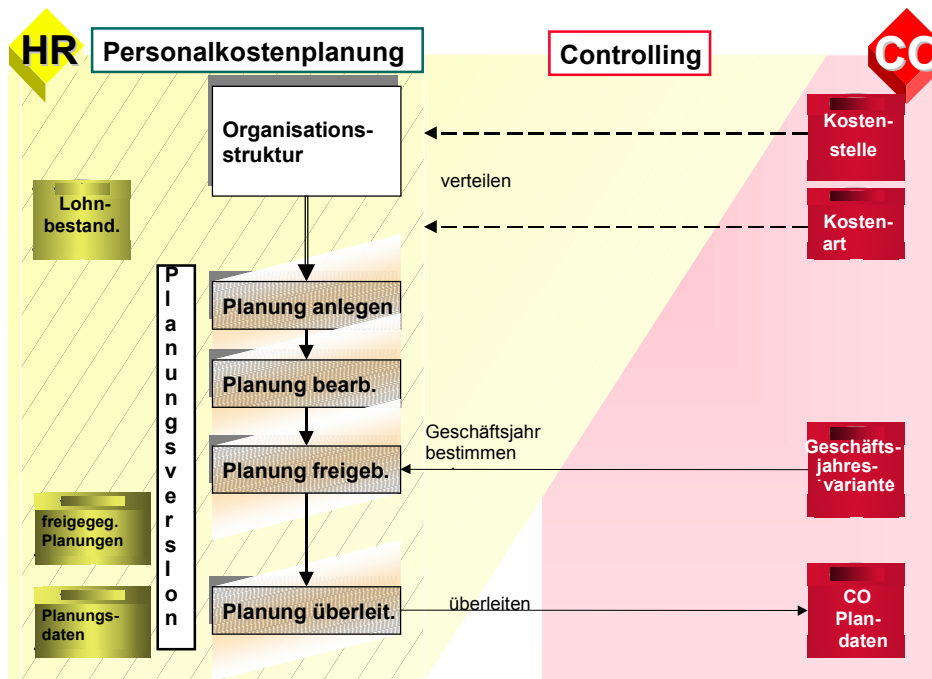 HR
Personalkostenplanung
Controlling
CO
Organisations-
struktur
Kosten-
stelle
verteilen
Lohn-
bestand.
Kosten-
art
Planungsversion
Planung anlegen
Planung bearb.
Geschäftsjahr
bestimmen
Planung freigeb.
Geschäfts-
jahres-
variante
freigegeg.
Planungen
Planungs-
daten
Planung überleit.
überleiten
CO
Plan-
daten